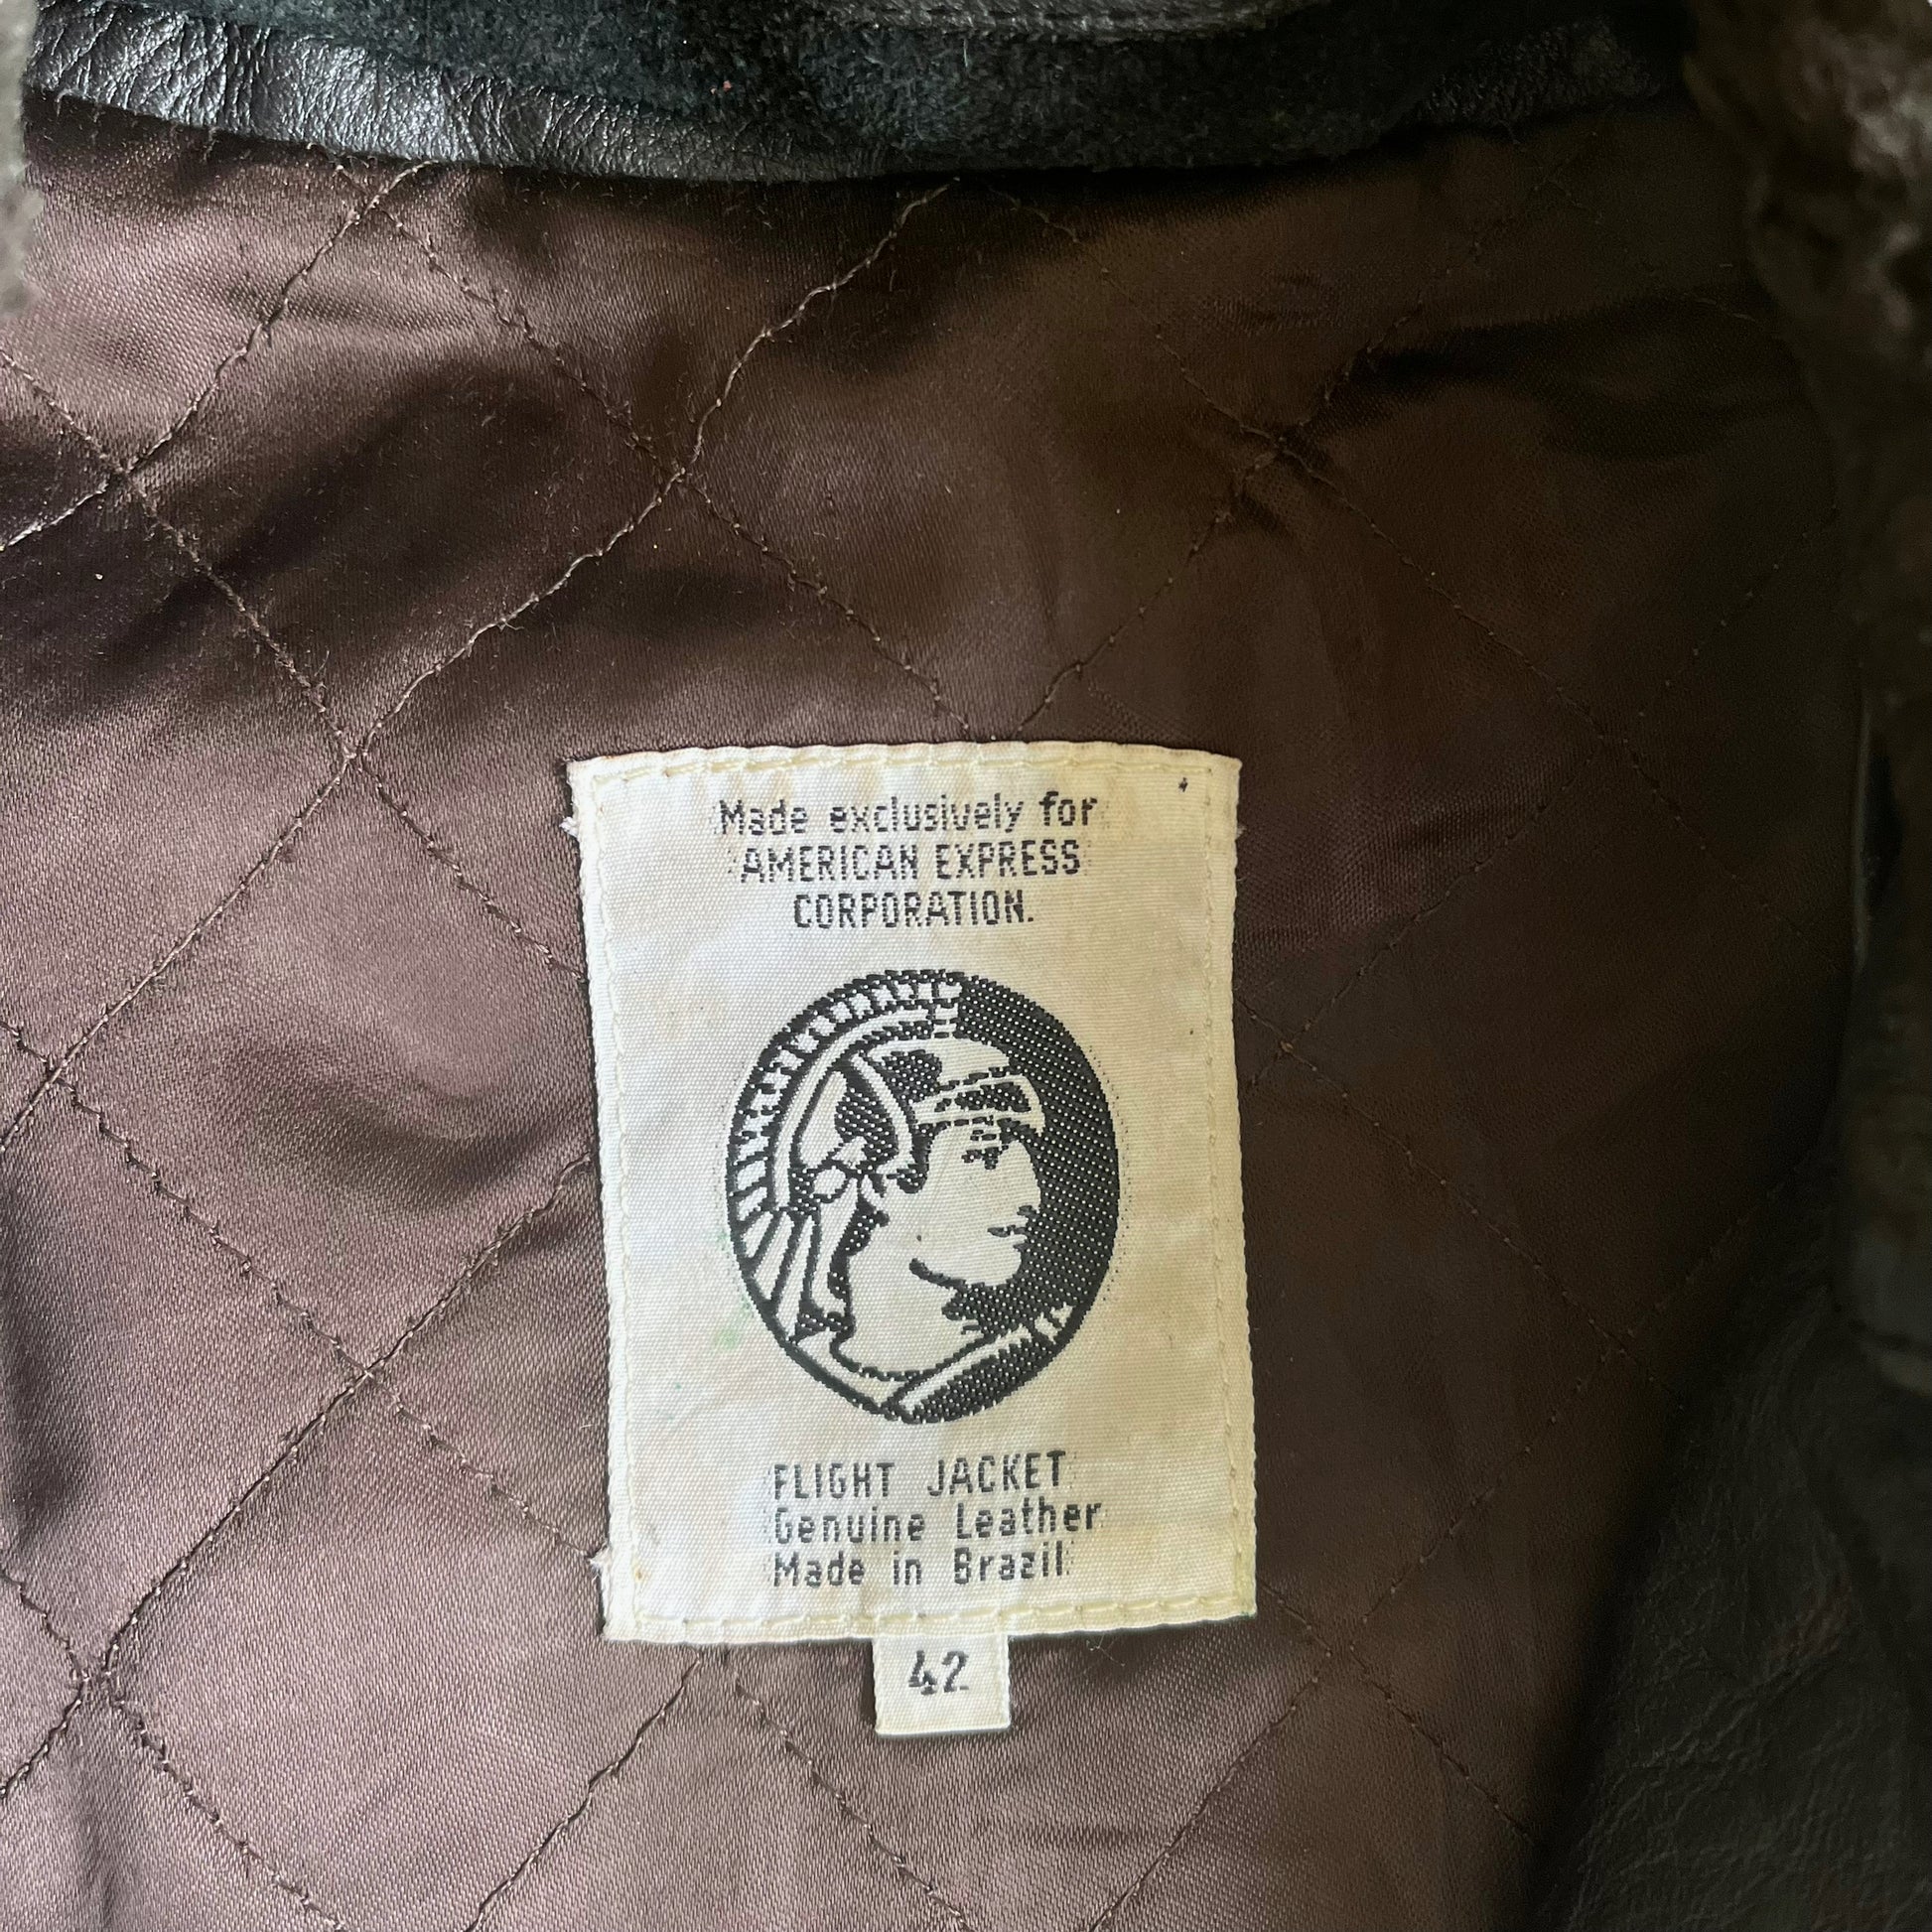 Made exclusively for
AMERICAN EXPRESS
CORPORATION.
FLIGHT JACKET
Genuine Leather
Made in Brazil
42